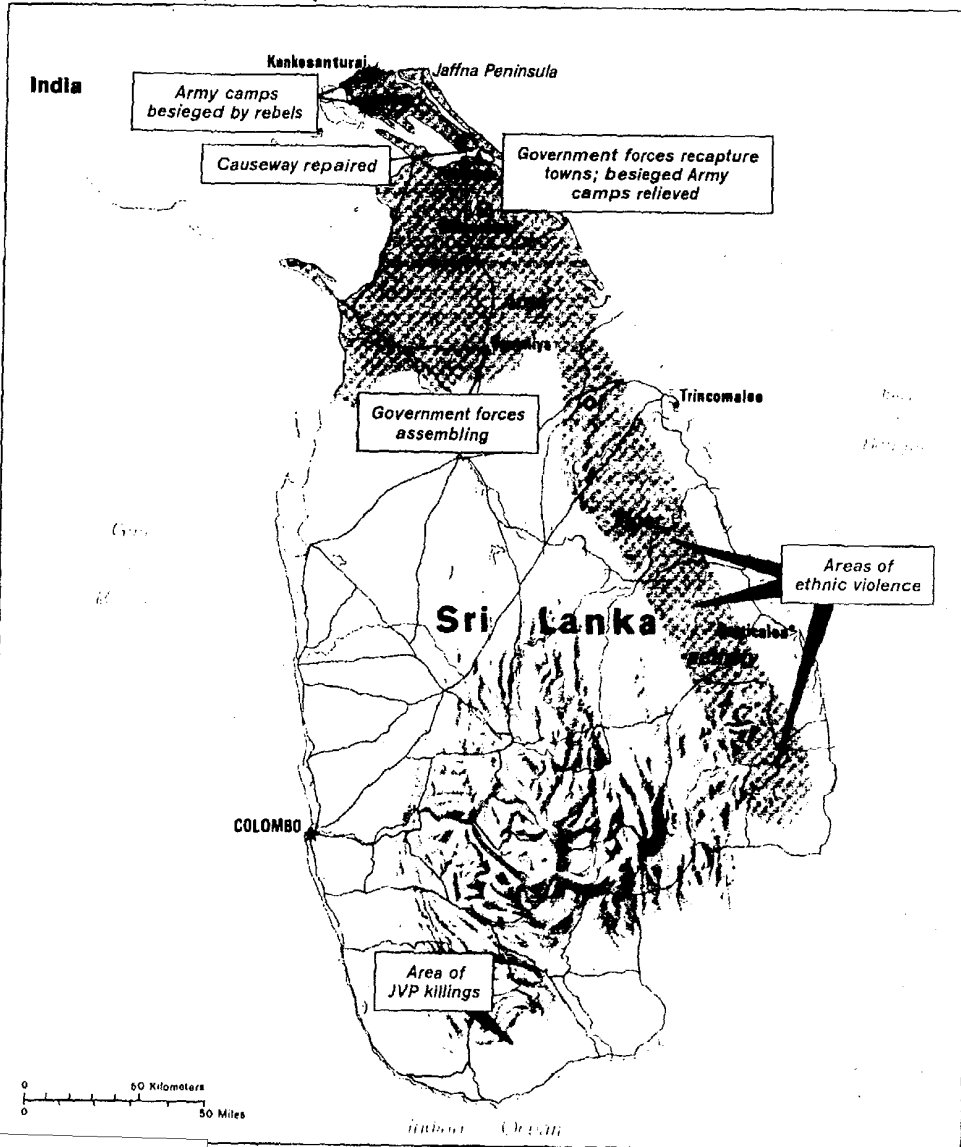 Kankesanturai
Jaffna Peninsula
India
Army camps
besieged by rebels
Causeway repaired
Government forces recapture
towns; besieged Army
camps relieved
Trincomalee
Government forces
assembling
Areas of
ethnic violence
Sri Lanka
COLOMBO
Area of
JVP killings
0
50 Kilometers
0
50 Miles
Indian Ocean